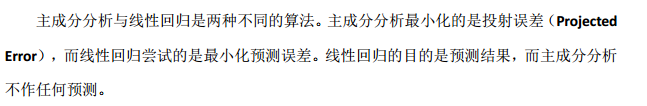 主成分分析与线性回归是两种不同的算法。主成分分析最小化的是投射误差（Projected
Error），而线性回归尝试的是最小化预测误差。线性回归的目的是预测结果，而主成分分析
不作任何预测。